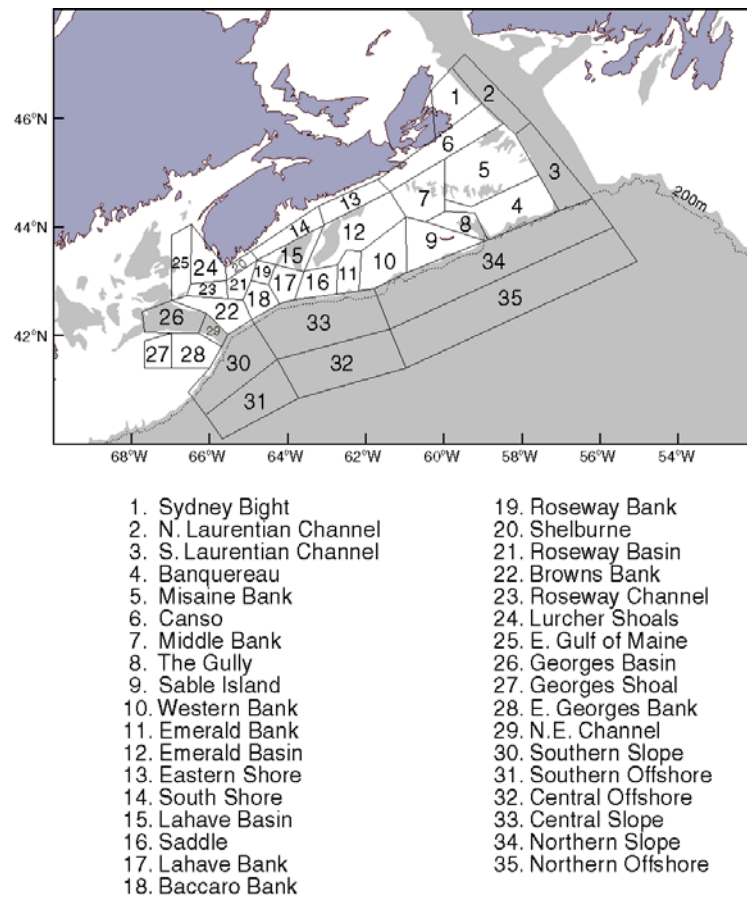 46°N
44°N
42°N
68°W 66°W 64°W 62°W 60°W 58°W 56°W 54°W
200m
1
2
6
5
3
7
4
13
8
14
12
9
15
34
25
24
20
19
17
16
11
10
23
21
18
35
26
22
33
29
27
28
30
32
31
1. Sydney Bight
2. N. Laurentian Channel
3. S. Laurentian Channel
4. Banquereau
5. Misaine Bank
6. Canso
7. Middle Bank
8. The Gully
9. Sable Island
10. Western Bank
11. Emerald Bank
12. Emerald Basin
13. Eastern Shore
14. South Shore
15. Lahave Basin
16. Saddle
17. Lahave Bank
18. Baccaro Bank
19. Roseway Bank
20. Shelburne
21. Roseway Basin
22. Browns Bank
23. Roseway Channel
24. Lurcher Shoals
25. E. Gulf of Maine
26. Georges Basin
27. Georges Shoal
28. E. Georges Bank
29. N.E. Channel
30. Southern Slope
31. Southern Offshore
32. Central Offshore
33. Central Slope
34. Northern Slope
35. Northern Offshore